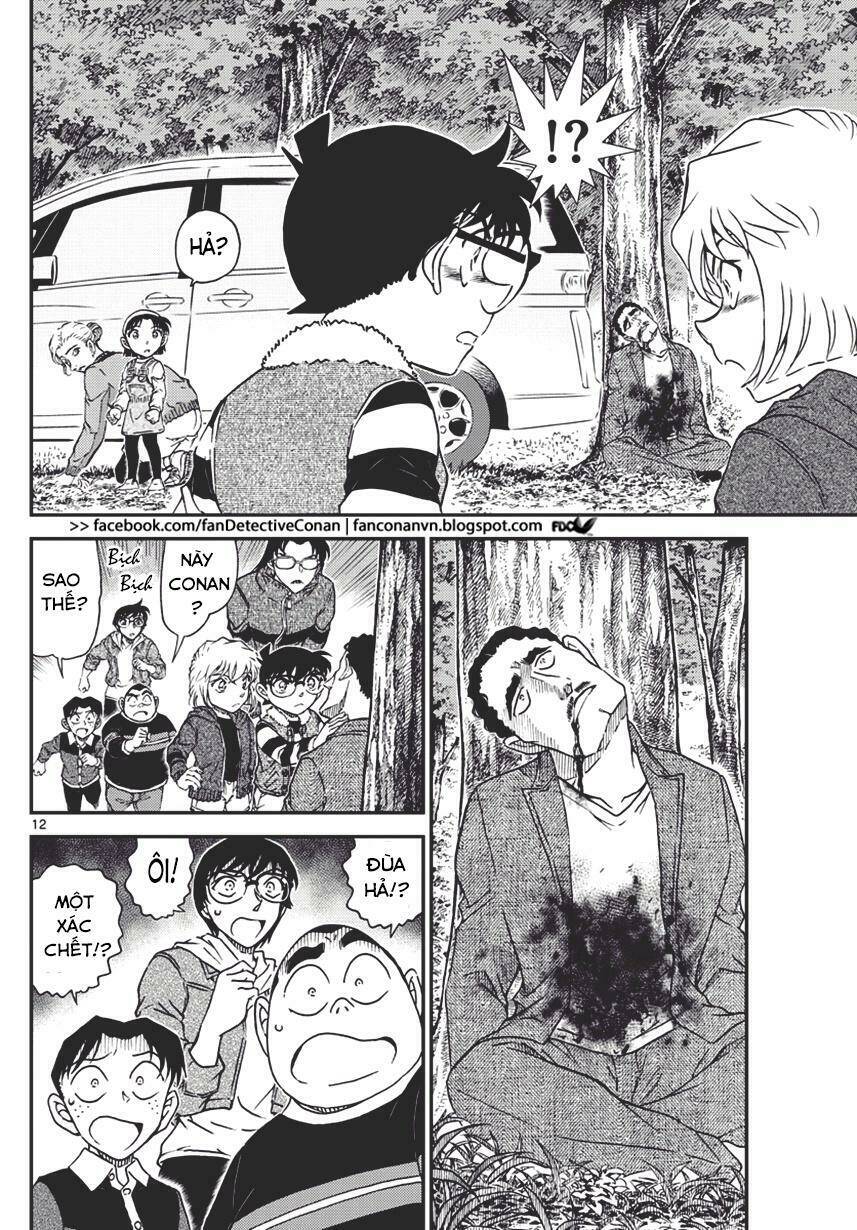 !?
HẢ?
>> facebook.com/fanDetectiveConan | fanconanvn.blogspot.com FDC
Bịch
Bịch
NÀY
CONAN
?
SAO
THẾ?
12
ĐÙA
HẢ!?
ÔI!
MỘT
XÁC
CHẾT!?